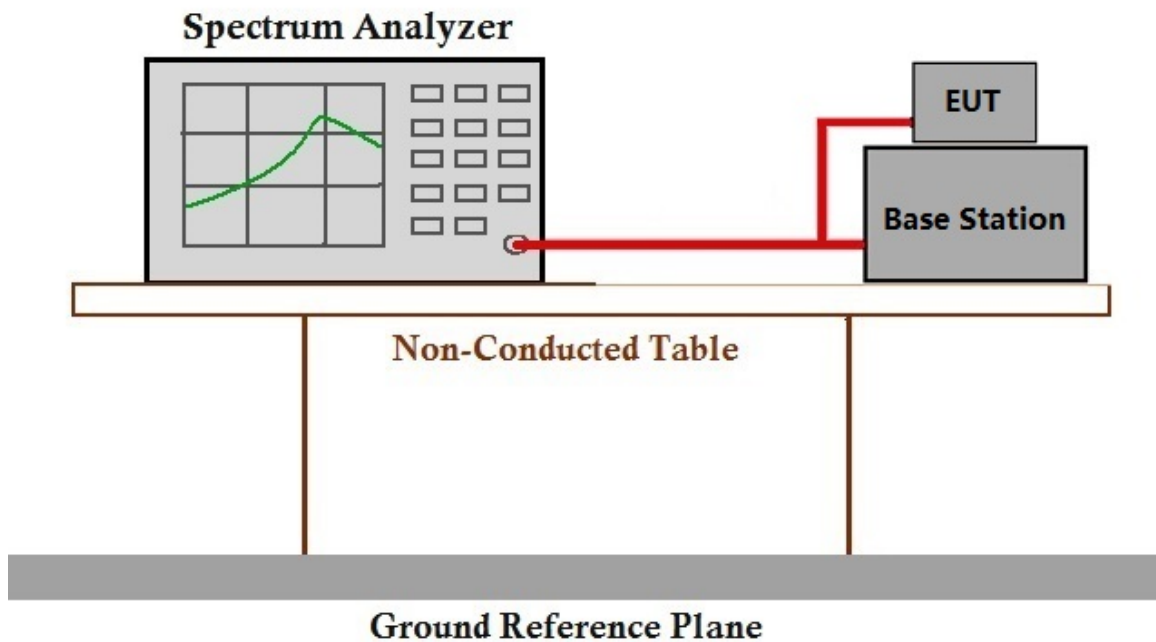 Spectrum Analyzer
EUT
Base Station
Non-Conducted Table
Ground Reference Plane